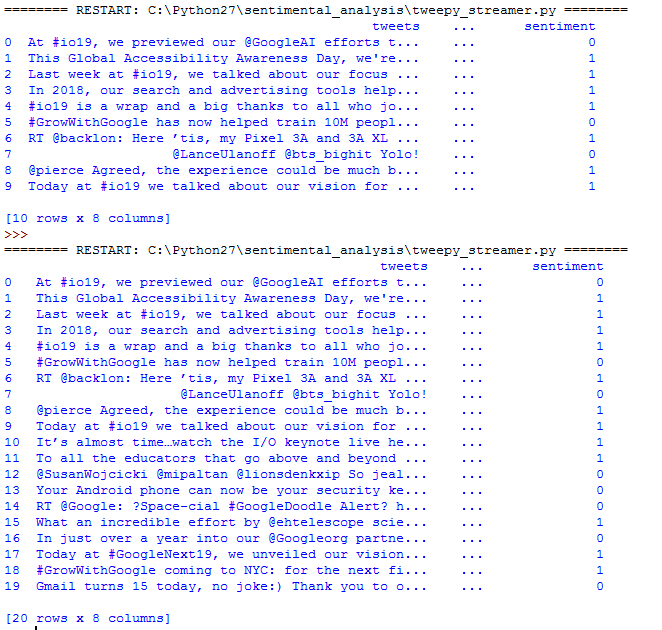 ======== RESTART: C:\Python27\sentimental_analysis\tweepy_streamer.py ========
tweets ... sentiment
0 At #io19, we previewed our @GoogleAI efforts t... ... 0
1 This Global Accessibility Awareness Day, we're... ... 1
2 Last week at #io19, we talked about our focus ... ... 1
3 In 2018, our search and advertising tools help... ... 1
4 #io19 is a wrap and a big thanks to all who jo... ... 1
5 #GrowWithGoogle has now helped train 10M peopl... ... 0
6 RT @backlon: Here ’tis, my Pixel 3A and 3A XL ... ... 1
7 @LanceUlanoff @bts_bighit Yolo! ... 0
8 @pierce Agreed, the experience could be much b... ... 1
9 Today at #io19 we talked about our vision for ... ... 1
[10 rows x 8 columns]
>>>
======== RESTART: C:\Python27\sentimental_analysis\tweepy_streamer.py ========
tweets ... sentiment
0 At #io19, we previewed our @GoogleAI efforts t... ... 0
1 This Global Accessibility Awareness Day, we're... ... 1
2 Last week at #io19, we talked about our focus ... ... 1
3 In 2018, our search and advertising tools help... ... 1
4 #io19 is a wrap and a big thanks to all who jo... ... 1
5 #GrowWithGoogle has now helped train 10M peopl... ... 0
6 RT @backlon: Here ’tis, my Pixel 3A and 3A XL ... ... 1
7 @LanceUlanoff @bts_bighit Yolo! ... 0
8 @pierce Agreed, the experience could be much b... ... 1
9 Today at #io19 we talked about our vision for ... ... 1
10 It’s almost time…watch the I/O keynote live he... ... 1
11 To all the educators that go above and beyond ... ... 1
12 @SusanWojcicki @mipaltan @lionsdenkxip So jeal... ... 0
13 Your Android phone can now be your security ke... ... 0
14 RT @Google: ?Space-cial #GoogleDoodle Alert? h... ... 0
15 What an incredible effort by @ehtelescope scie... ... 1
16 In just over a year into our @Googleorg partne... ... 0
17 Today at #GoogleNext19, we unveiled our vision... ... 1
18 #GrowWithGoogle coming to NYC: for the next fi... ... 1
19 Gmail turns 15 today, no joke:) Thank you to o... ... 0
[20 rows x 8 columns]